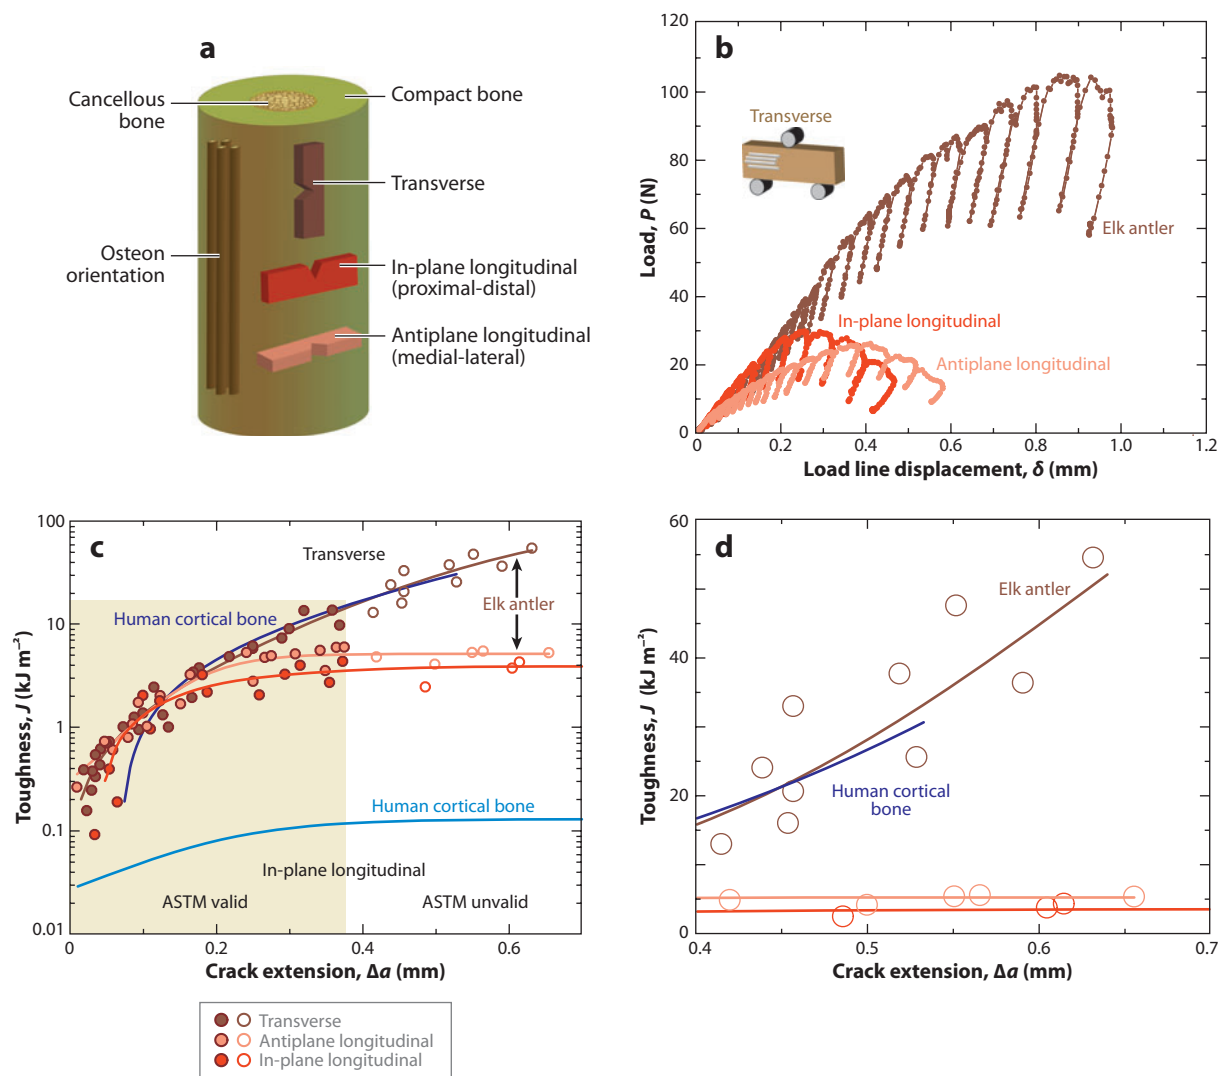 a
Cancellous
bone
Compact bone
Transverse
Osteon
orientation
In-plane longitudinal
(proximal-distal)
Antiplane longitudinal
(medial-lateral)
b
120
100
80
60
40
20
0
Load, P (N)
Transverse
Elk antler
In-plane longitudinal
Antiplane longitudinal
0
0.2
0.4
0.6
0.8
1.0
1.2
Load line displacement, δ (mm)
c
100
10
1
0.1
0.01
Toughness, J (kJ m⁻²)
Transverse
Human cortical bone
Elk antler
Human cortical bone
In-plane longitudinal
ASTM valid
ASTM unvalid
0
0.2
0.4
0.6
Crack extension, Δa (mm)
Transverse
Antiplane longitudinal
In-plane longitudinal
d
60
40
20
0
Toughness, J (kJ m⁻²)
Elk antler
Human cortical
bone
0.4
0.5
0.6
0.7
Crack extension, Δa (mm)